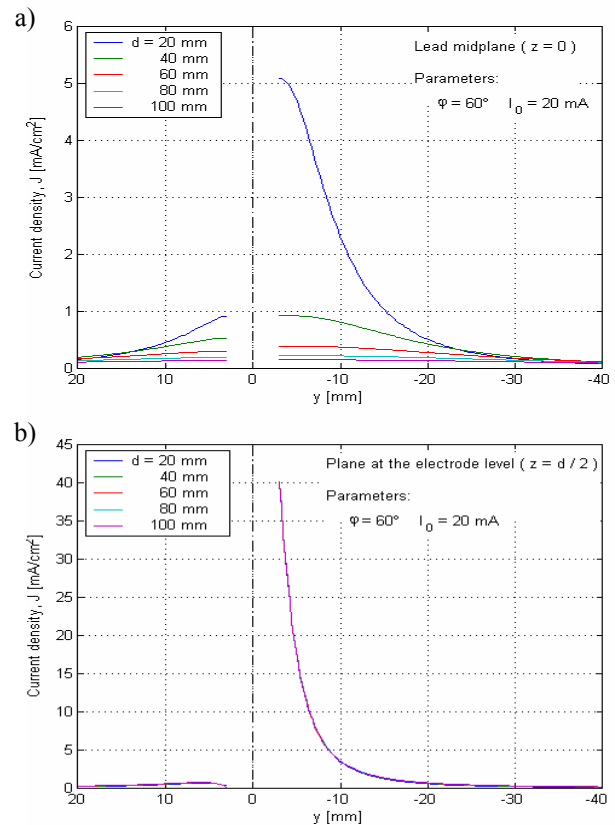 a)
6
5
4
3
2
1
0
Current density, J [mA/cm²]
d = 20 mm
40 mm
60 mm
80 mm
100 mm
Lead midplane ( z = 0 )
Parameters:
φ = 60° I₀ = 20 mA
20 10 0 -10 -20 -30 -40
y [mm]
b)
45
40
35
30
25
20
15
10
5
0
Current density, J [mA/cm²]
d = 20 mm
40 mm
60 mm
80 mm
100 mm
Plane at the electrode level ( z = d / 2 )
Parameters:
φ = 60° I₀ = 20 mA
20 10 0 -10 -20 -30 -40
y [mm]